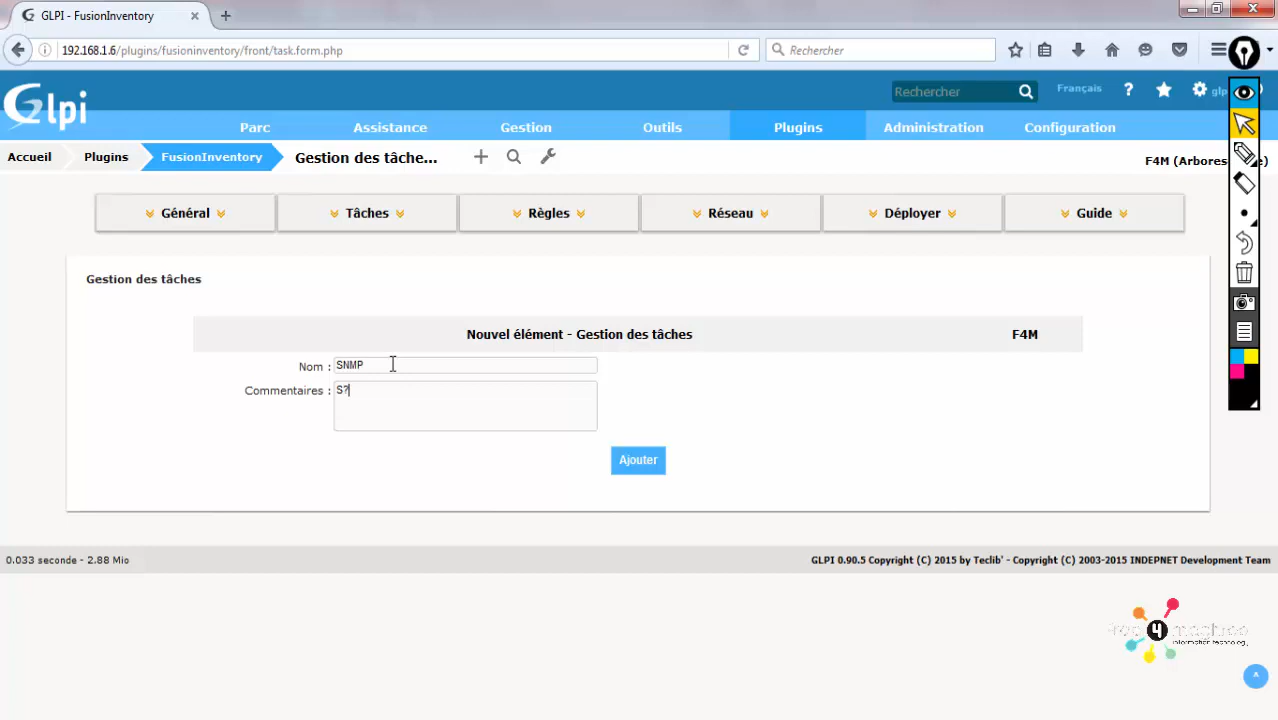 GLPI - FusionInventory
192.168.1.6/plugins/fusioninventory/front/task.form.php
Rechercher
Glpi
Rechercher
Français
?
glp
Parc
Assistance
Gestion
Outils
Plugins
Administration
Configuration
Accueil
Plugins
FusionInventory
Gestion des tâche...
F4M (Arbores
e)
Général
Tâches
Règles
Réseau
Déployer
Guide
Gestion des tâches
Nouvel élément - Gestion des tâches
F4M
Nom :
SNMP
Commentaires :
S?
Ajouter
0.033 seconde - 2.88 Mio
GLPI 0.90.5 Copyright (C) 2015 by Teclib' - Copyright (C) 2003-2015 INDEPNET Development Team
4